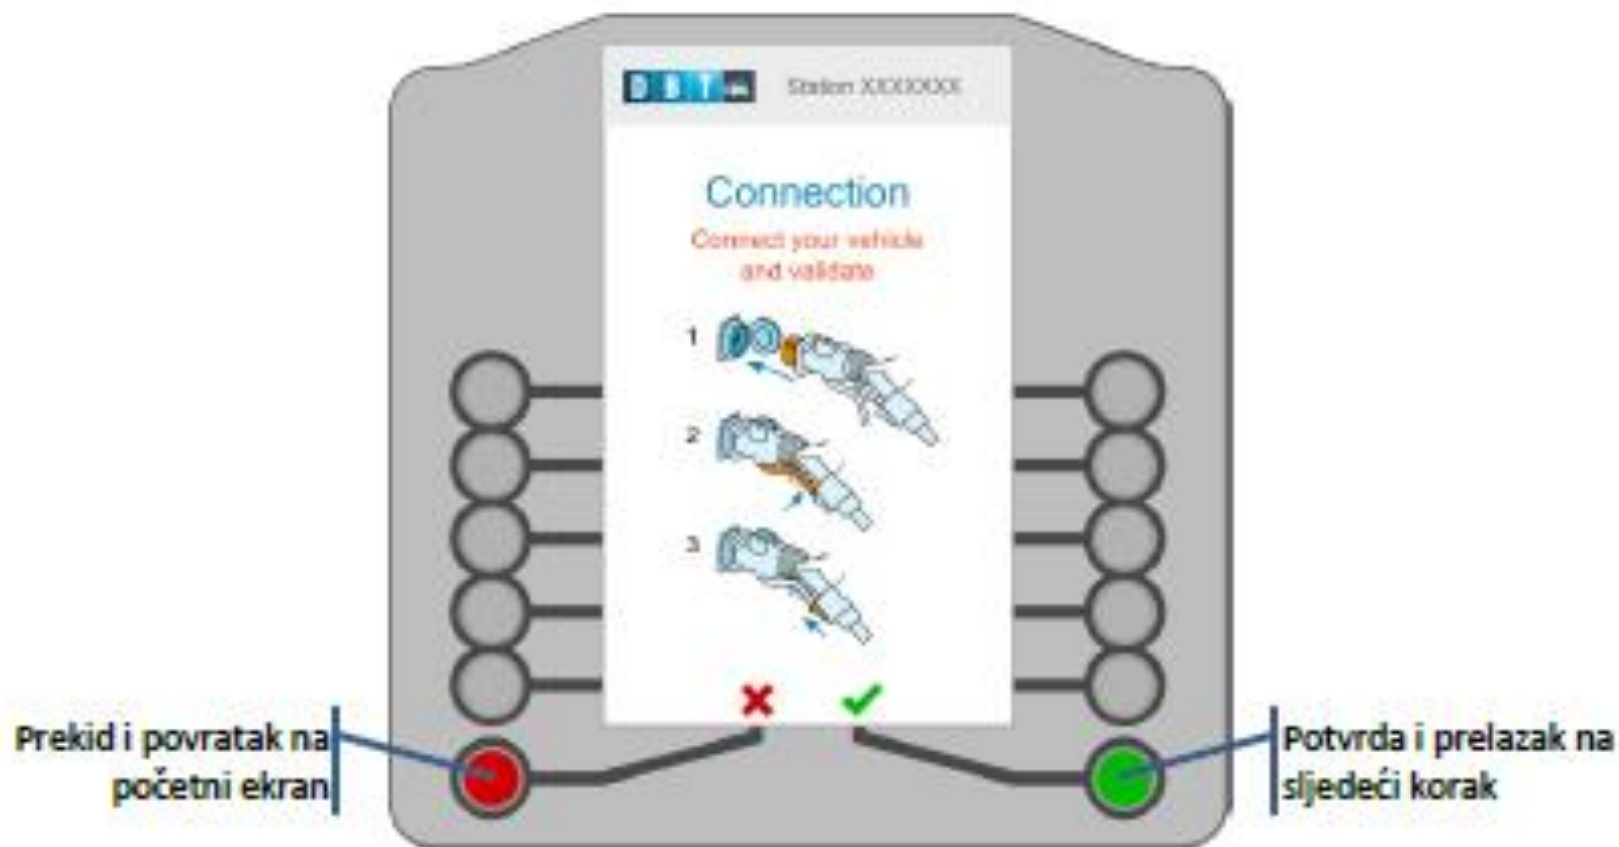 DBT
Station XXXXXXXX
Connection
Connect your vehicle
and validate
1
2
3
Prekid i povratak na
početni ekran
Potvrda i prelazak na
sljedeći korak